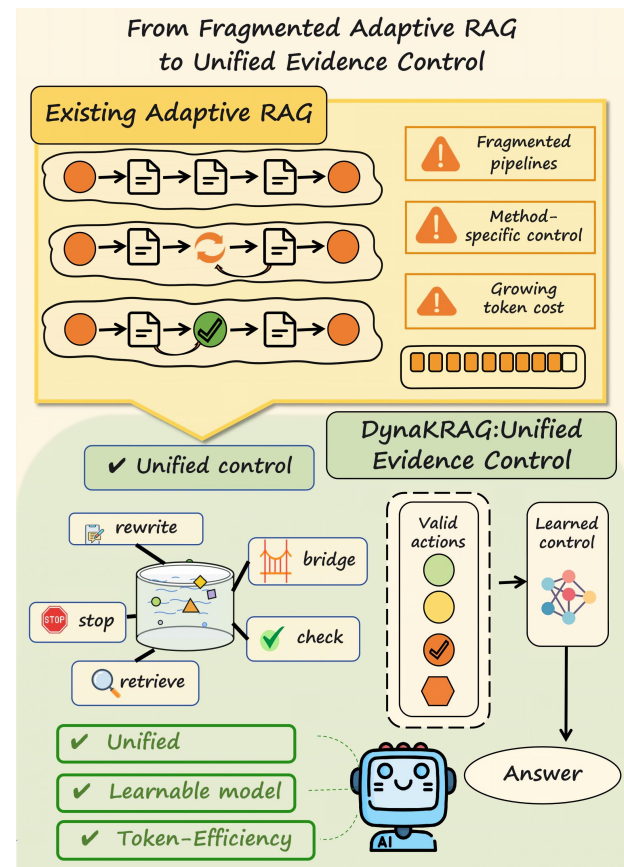 From Fragmented Adaptive RAG
to Unified Evidence Control
Existing Adaptive RAG
Fragmented
pipelines
Method-
specific control
Growing
token cost
DynaKRAG:Unified
Evidence Control
✔ Unified control
rewrite
bridge
STOP
stop
check
retrieve
Valid
actions
Learned
control
✔ Unified
✔ Learnable model
✔ Token-Efficiency
AI
Answer